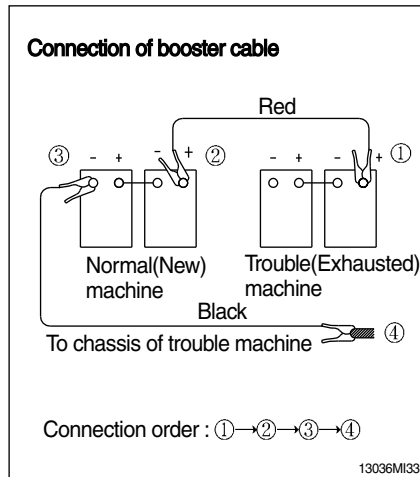 Connection of booster cable
Red
③ - + - + ② - + - + ①
Normal(New)
machine
Trouble(Exhausted)
machine
Black
To chassis of trouble machine ④
Connection order : ①→②→③→④
13036MI33